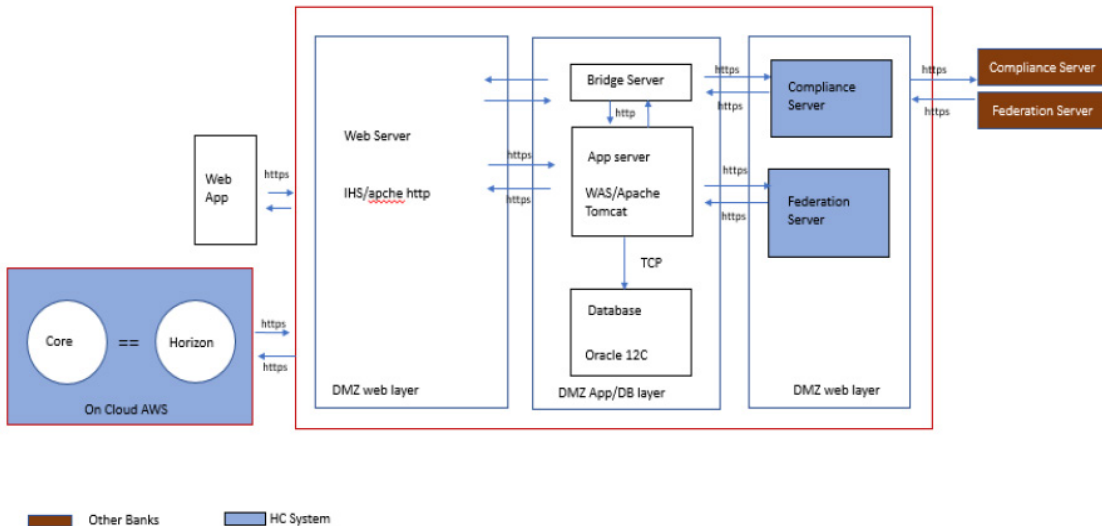 Bridge Server
https
https
http
Compliance
Server
https
https
Compliance Server
Federation Server
Web Server
IHS/apche http
https
https
App server
WAS/Apache
Tomcat
https
https
Federation
Server
Web
App
https
TCP
Database
Oracle 12C
Core
==
Horizon
On Cloud AWS
https
https
DMZ web layer
DMZ App/DB layer
DMZ web layer
Other Banks
HC System